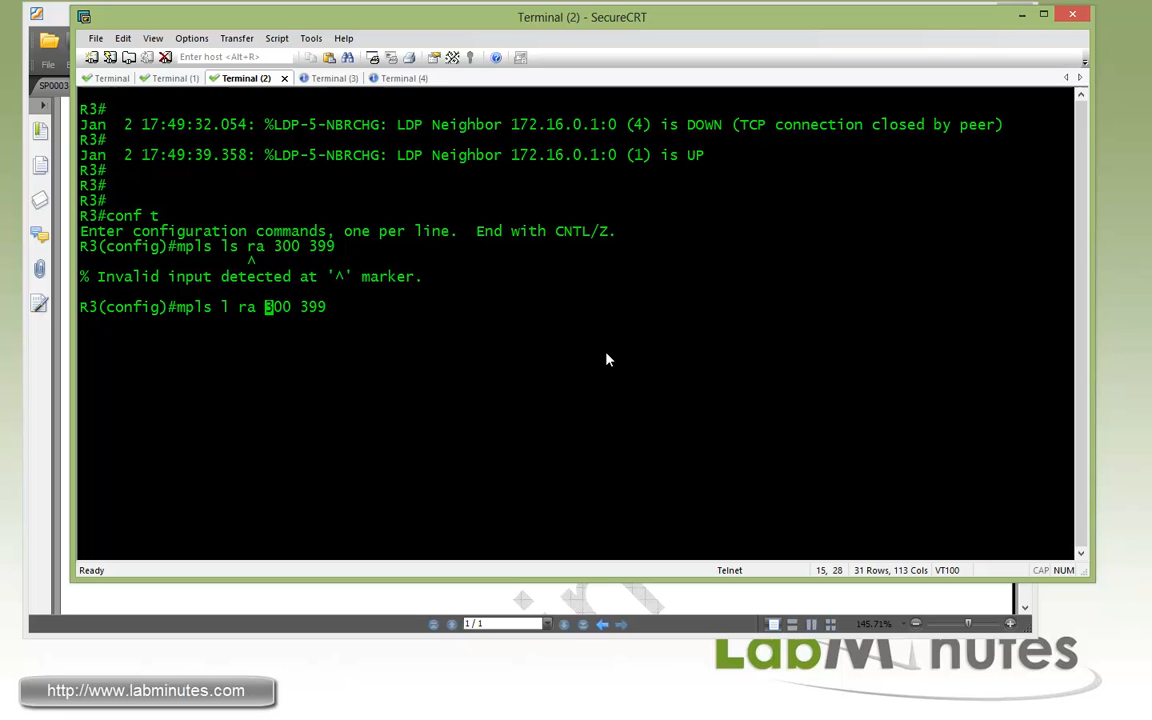 Terminal (2) - SecureCRT
File Edit View Options Transfer Script Tools Help
Enter host <Alt+R>
File
SP0003
Terminal Terminal (1) Terminal (2) Terminal (3) Terminal (4)
R3#
Jan  2 17:49:32.054: %LDP-5-NBRCHG: LDP Neighbor 172.16.0.1:0 (4) is DOWN (TCP connection closed by peer)
R3#
Jan  2 17:49:39.358: %LDP-5-NBRCHG: LDP Neighbor 172.16.0.1:0 (1) is UP
R3#
R3#
R3#
R3#conf t
Enter configuration commands, one per line.  End with CNTL/Z.
R3(config)#mpls ls ra 300 399
^
% Invalid input detected at '^' marker.
R3(config)#mpls l ra 300 399
Ready Telnet 15, 28 31 Rows, 113 Cols VT100 CAP NUM
1 / 1 145.71%
LabMinutes
http://www.labminutes.com